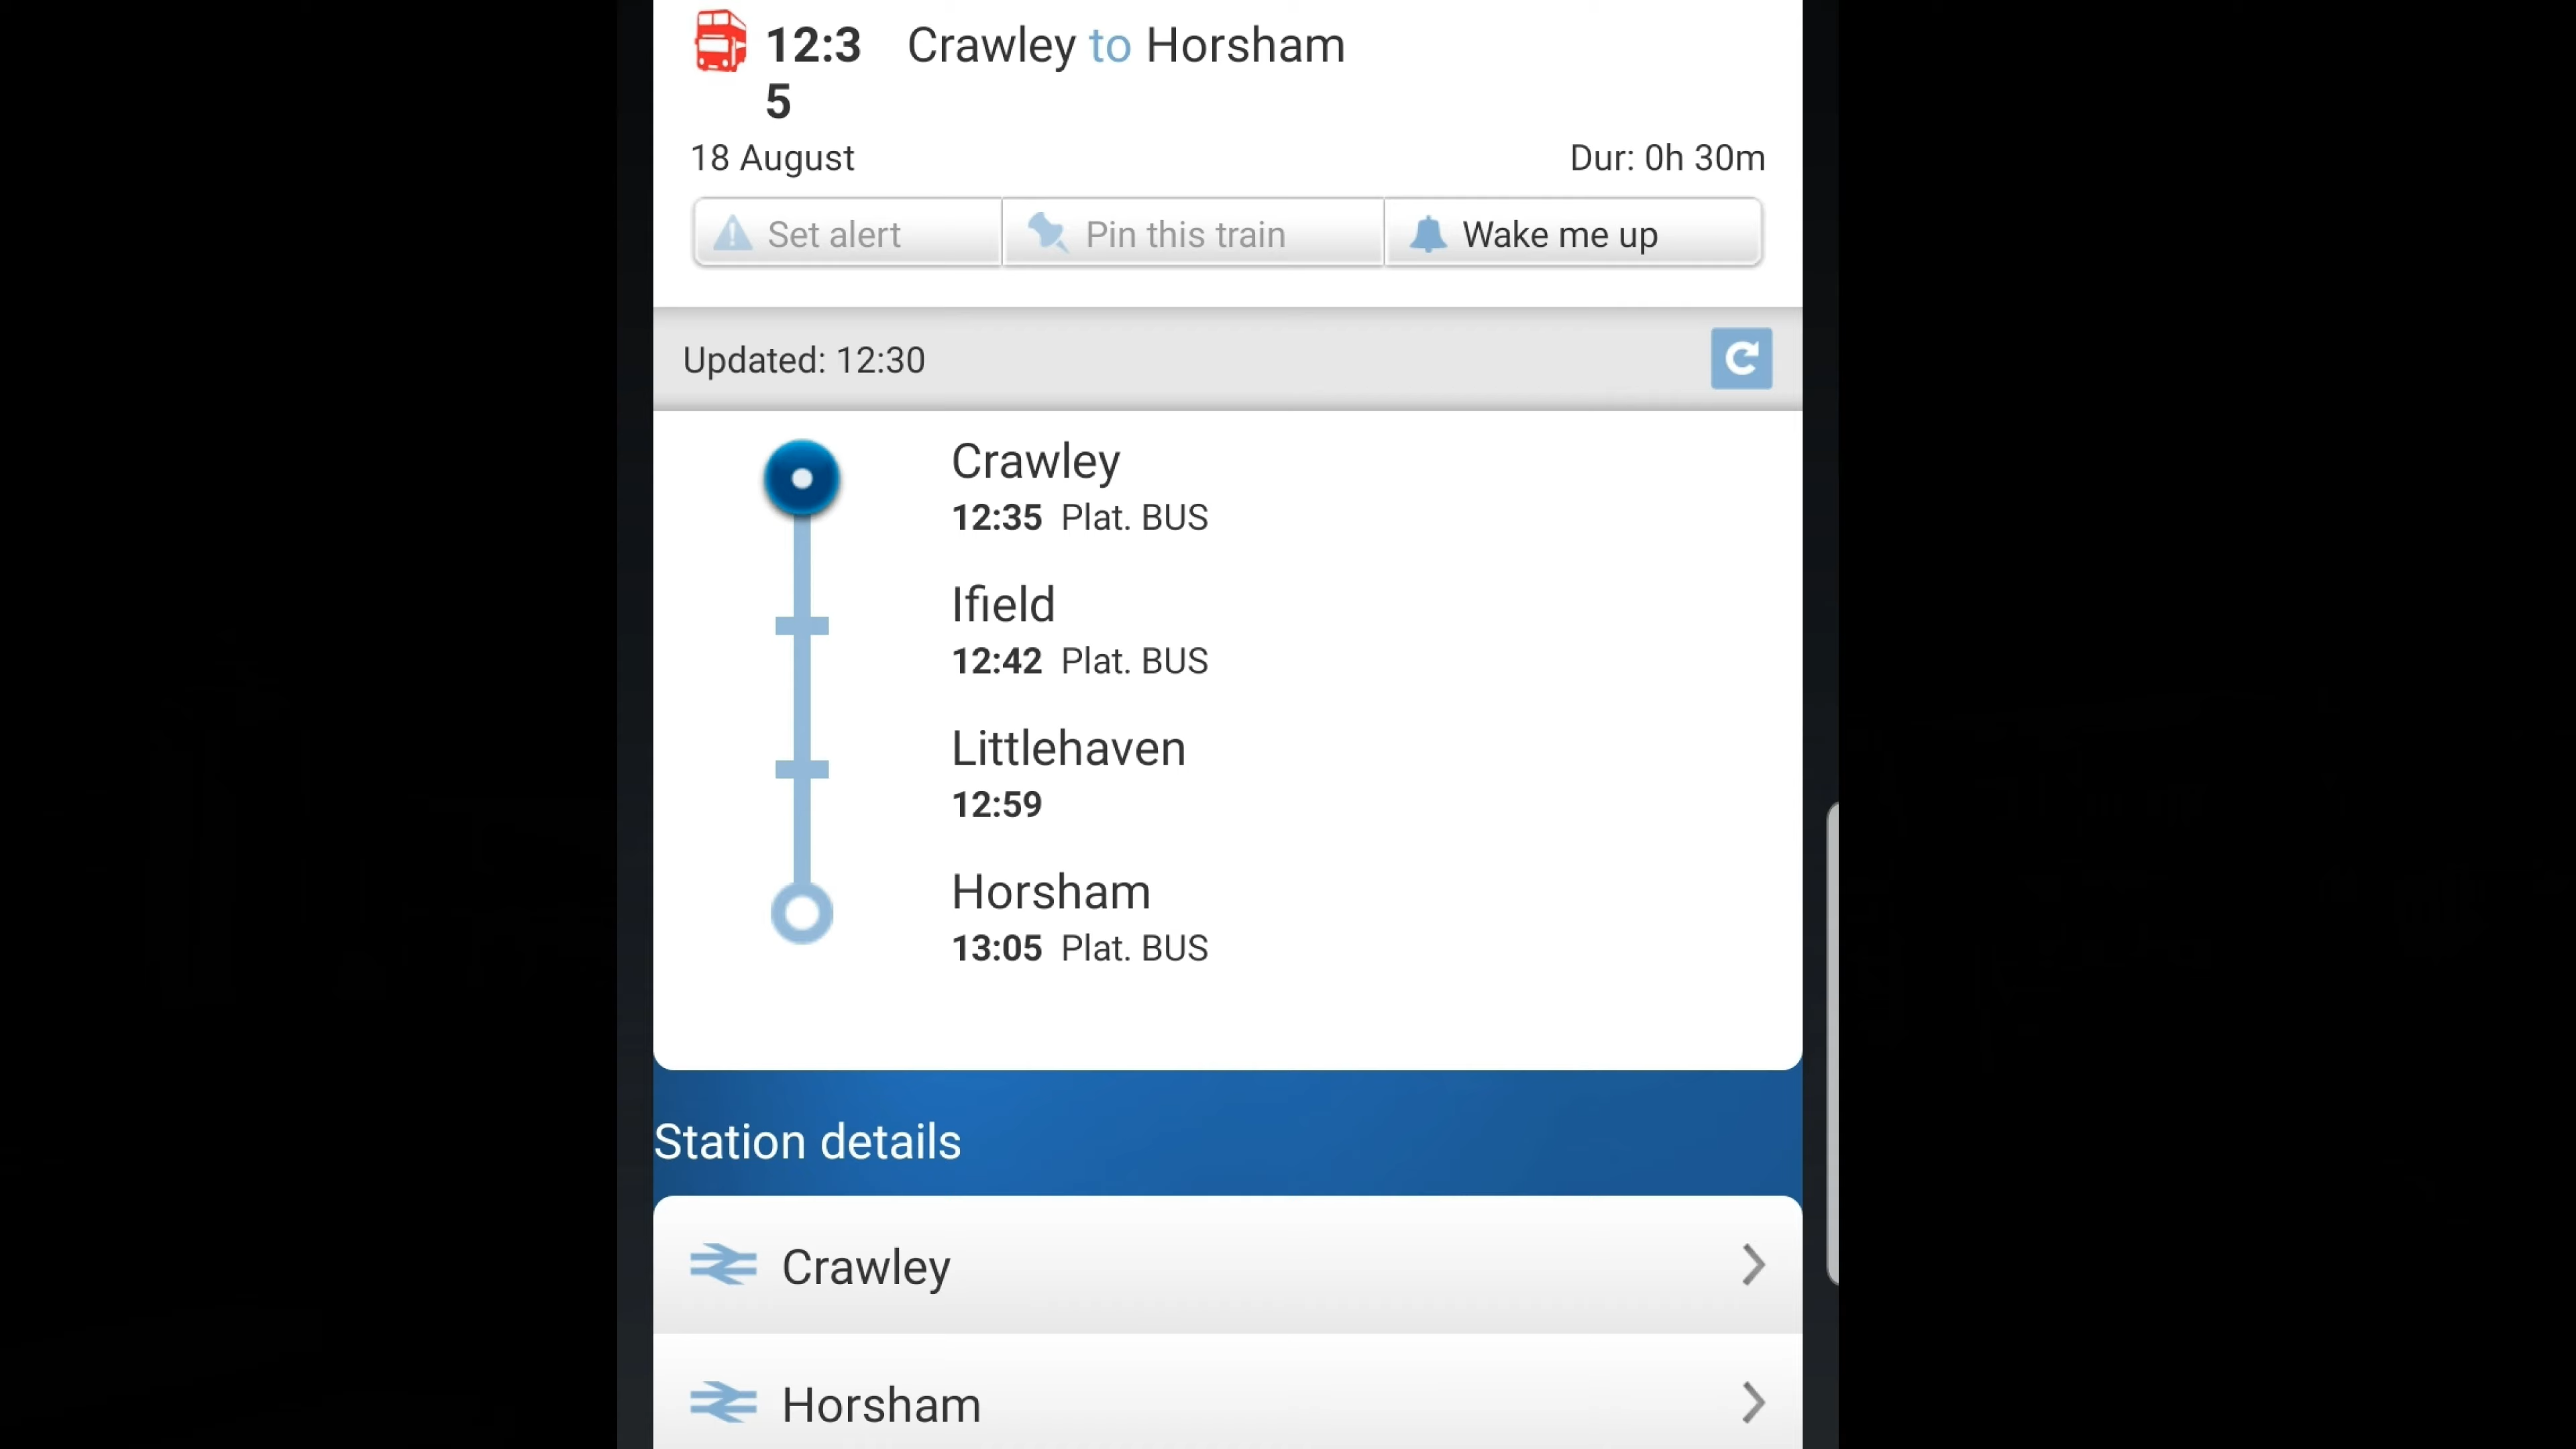 12:3 Crawley to Horsham
5
18 August Dur: 0h 30m
Set alert Pin this train Wake me up
Updated: 12:30
Crawley
12:35 Plat. BUS
Ifield
12:42 Plat. BUS
Littlehaven
12:59
Horsham
13:05 Plat. BUS
Station details
Crawley
Horsham